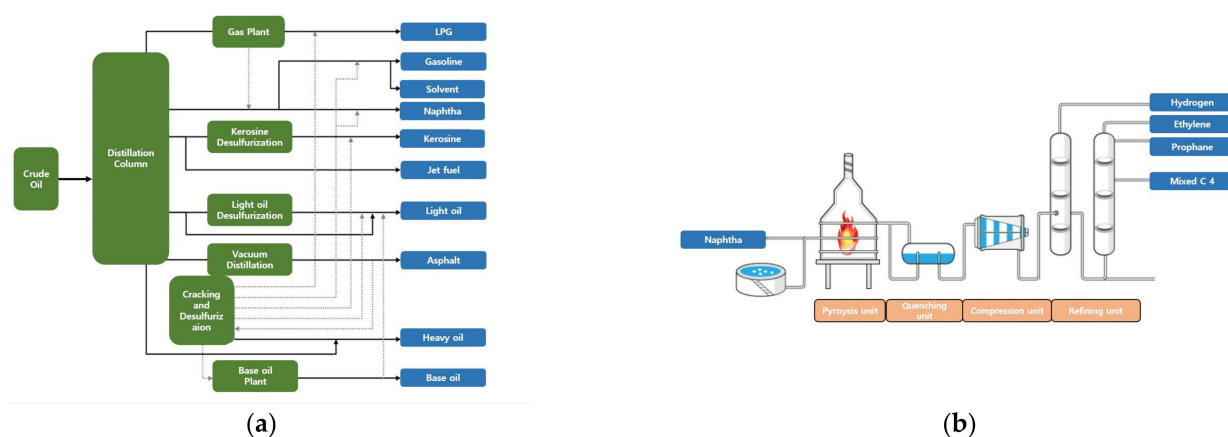 Gas Plant
LPG
Gasoline
Solvent
Naphtha
Kerosine
Desulfurization
Kerosine
Distillation
Column
Crude
Oil
Jet fuel
Light oil
Desulfurization
Light oil
Vacuum
Distillation
Asphalt
Cracking
and
Desulfuriz
aion
Heavy oil
Base oil
Plant
Base oil
(a)
Hydrogen
Ethylene
Prophane
Mixed C 4
Naphtha
Pyroysis unit
Quenching
unit
Compression unit
Refining unit
(b)